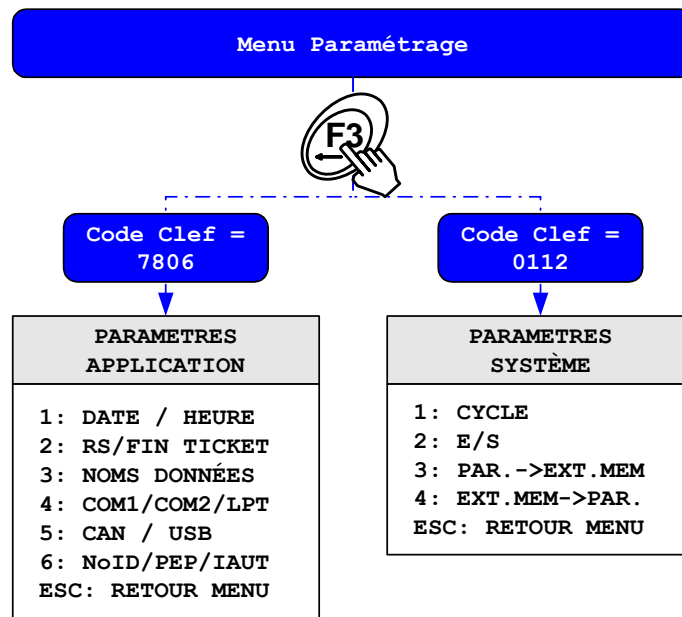 Menu Paramétrage
F3
Code Clef =
7806
Code Clef =
0112
PARAMETRES
APPLICATION
1: DATE / HEURE
2: RS/FIN TICKET
3: NOMS DONNÉES
4: COM1/COM2/LPT
5: CAN / USB
6: NoID/PEP/IAUT
ESC: RETOUR MENU
PARAMETRES
SYSTÈME
1: CYCLE
2: E/S
3: PAR.->EXT.MEM
4: EXT.MEM->PAR.
ESC: RETOUR MENU